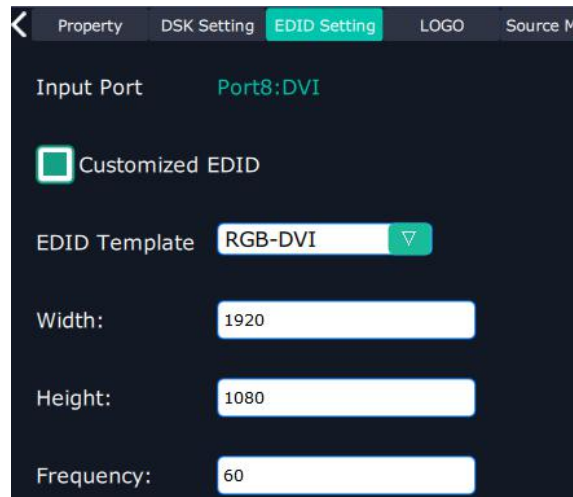 Property DSK Setting EDID Setting LOGO Source M
Input Port Port8:DVI
Customized EDID
EDID Template RGB-DVI
Width: 1920
Height: 1080
Frequency: 60